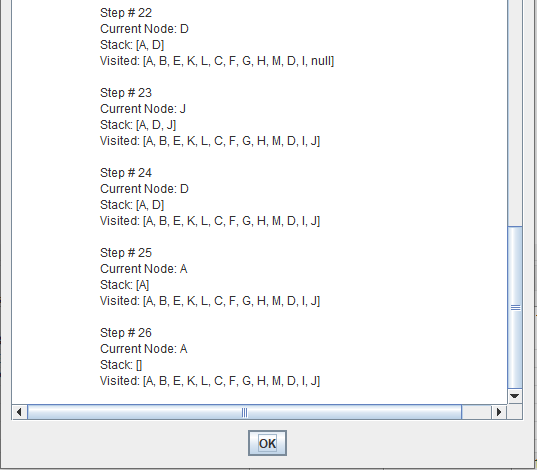 Step # 22
Current Node: D
Stack: [A, D]
Visited: [A, B, E, K, L, C, F, G, H, M, D, I, null]
Step # 23
Current Node: J
Stack: [A, D, J]
Visited: [A, B, E, K, L, C, F, G, H, M, D, I, J]
Step # 24
Current Node: D
Stack: [A, D]
Visited: [A, B, E, K, L, C, F, G, H, M, D, I, J]
Step # 25
Current Node: A
Stack: [A]
Visited: [A, B, E, K, L, C, F, G, H, M, D, I, J]
Step # 26
Current Node: A
Stack: []
Visited: [A, B, E, K, L, C, F, G, H, M, D, I, J]
OK